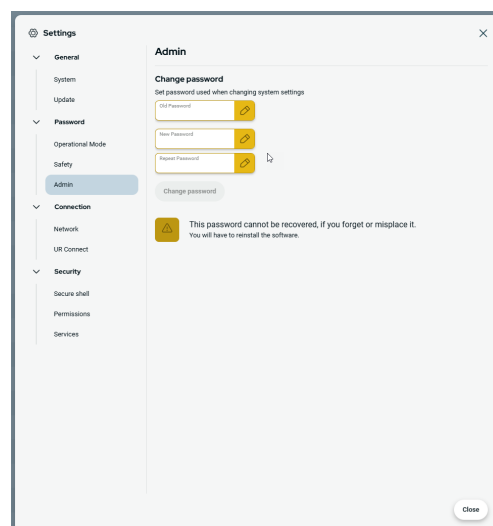 Settings
General
System
Update
Password
Operational Mode
Safety
Admin
Connection
Network
UR Connect
Security
Secure shell
Permissions
Services
Admin
Change password
Set password used when changing system settings
Old Password
New Password
Repeat Password
Change password
This password cannot be recovered, if you forget or misplace it.
You will have to reinstall the software.
Close